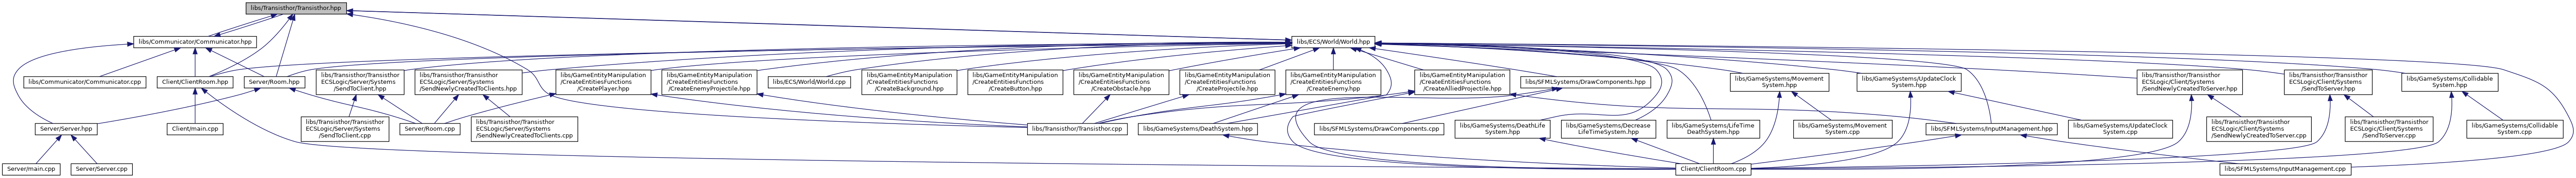 libs/Transisthor/Transisthor.hpp
libs/Communicator/Communicator.hpp
libs/ECS/World/World.hpp
libs/Communicator/Communicator.cpp
Client/ClientRoom.hpp
Server/Room.hpp
libs/Transisthor/Transisthor
ECSLogic/Server/Systems
/SendToClient.hpp
libs/Transisthor/Transisthor
ECSLogic/Server/Systems
/SendNewlyCreatedToClients.hpp
libs/GameEntityManipulation
/CreateEntitiesFunctions
/CreatePlayer.hpp
libs/GameEntityManipulation
/CreateEntitiesFunctions
/CreateEnemyProjectile.hpp
libs/ECS/World/World.cpp
libs/GameEntityManipulation
/CreateEntitiesFunctions
/CreateBackground.hpp
libs/GameEntityManipulation
/CreateEntitiesFunctions
/CreateButton.hpp
libs/GameEntityManipulation
/CreateEntitiesFunctions
/CreateObstacle.hpp
libs/GameEntityManipulation
/CreateEntitiesFunctions
/CreateProjectile.hpp
libs/GameEntityManipulation
/CreateEntitiesFunctions
/CreateEnemy.hpp
libs/GameEntityManipulation
/CreateEntitiesFunctions
/CreateAlliedProjectile.hpp
libs/SFMLSystems/DrawComponents.hpp
libs/GameSystems/Movement
System.hpp
libs/GameSystems/UpdateClock
System.hpp
libs/Transisthor/Transisthor
ECSLogic/Client/Systems
/SendNewlyCreatedToServer.hpp
libs/Transisthor/Transisthor
ECSLogic/Client/Systems
/SendToServer.hpp
libs/GameSystems/Collidable
System.hpp
Server/Server.hpp
Client/main.cpp
libs/Transisthor/Transisthor
ECSLogic/Server/Systems
/SendToClient.cpp
Server/Room.cpp
libs/Transisthor/Transisthor
ECSLogic/Server/Systems
/SendNewlyCreatedToClients.cpp
libs/Transisthor/Transisthor.cpp
libs/GameSystems/DeathSystem.hpp
libs/SFMLSystems/DrawComponents.cpp
libs/GameSystems/DeathLife
System.hpp
libs/GameSystems/Decrease
LifeTimeSystem.hpp
libs/GameSystems/LifeTime
DeathSystem.hpp
libs/GameSystems/Movement
System.cpp
libs/SFMLSystems/InputManagement.hpp
libs/GameSystems/UpdateClock
System.cpp
libs/Transisthor/Transisthor
ECSLogic/Client/Systems
/SendNewlyCreatedToServer.cpp
libs/Transisthor/Transisthor
ECSLogic/Client/Systems
/SendToServer.cpp
libs/GameSystems/Collidable
System.cpp
Server/main.cpp
Server/Server.cpp
Client/ClientRoom.cpp
libs/SFMLSystems/InputManagement.cpp